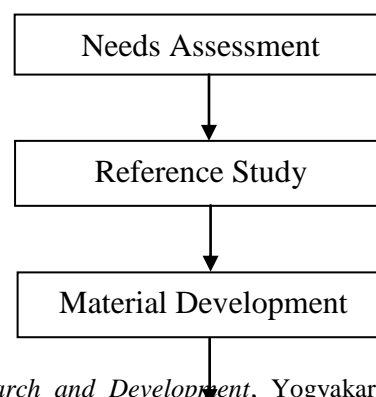 Needs Assessment
Reference Study
Material Development
arch and Development, Yogyakar